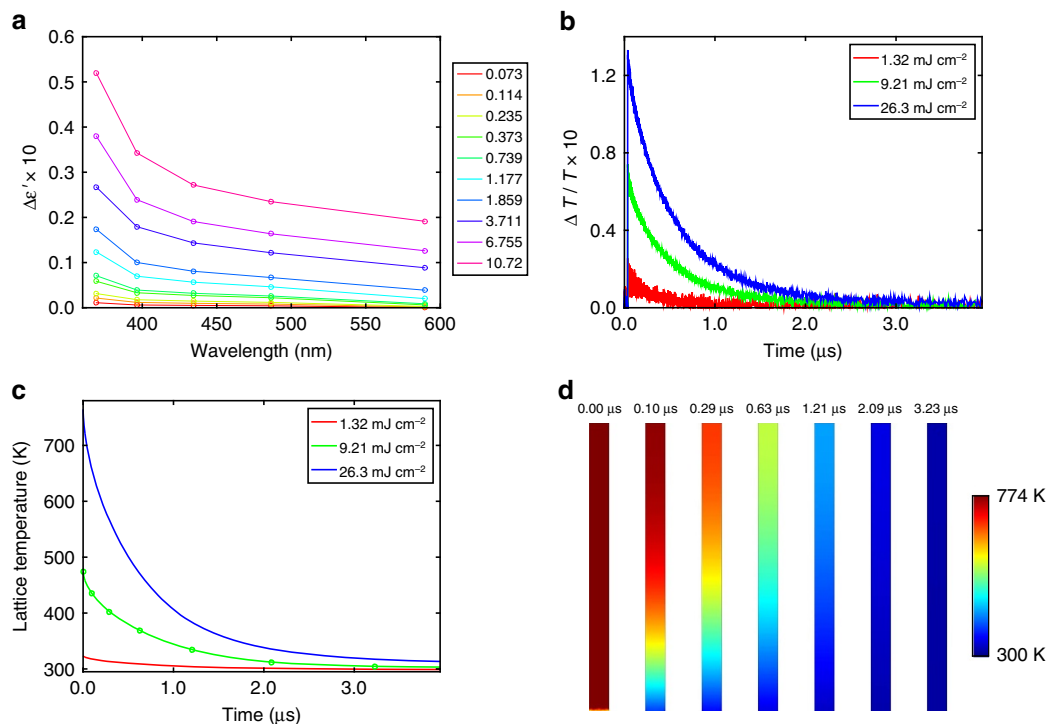 a
0.6
0.5
0.4
0.3
0.2
0.1
0.0
Δε′ × 10
400
450
500
550
600
Wavelength (nm)
0.073
0.114
0.235
0.373
0.739
1.177
1.859
3.711
6.755
10.72
b
1.2
0.8
0.4
0.0
Δ T / T × 10
0.0
1.0
2.0
3.0
Time (μs)
1.32 mJ cm⁻²
9.21 mJ cm⁻²
26.3 mJ cm⁻²
c
700
600
500
400
300
Lattice temperature (K)
0.0
1.0
2.0
3.0
Time (μs)
1.32 mJ cm⁻²
9.21 mJ cm⁻²
26.3 mJ cm⁻²
d
0.00 μs 0.10 μs 0.29 μs 0.63 μs 1.21 μs 2.09 μs 3.23 μs
774 K
300 K